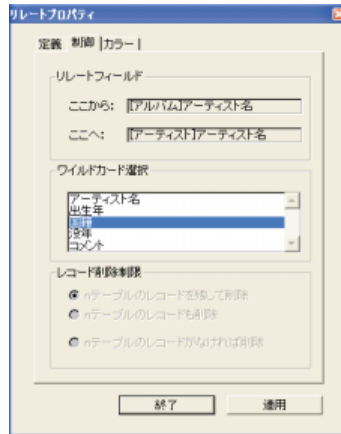 リレートプロパティ
定義 制御 カラー
リレートフィールド
ここから: [アルバム]アーティスト名
ここへ: [アーティスト]アーティスト名
ワイルドカード選択
アーティスト名
出生年
没年
コメント
レコード削除制限
nテーブルのレコードを残して削除
nテーブルのレコードも削除
nテーブルのレコードがなければ削除
終了 適用